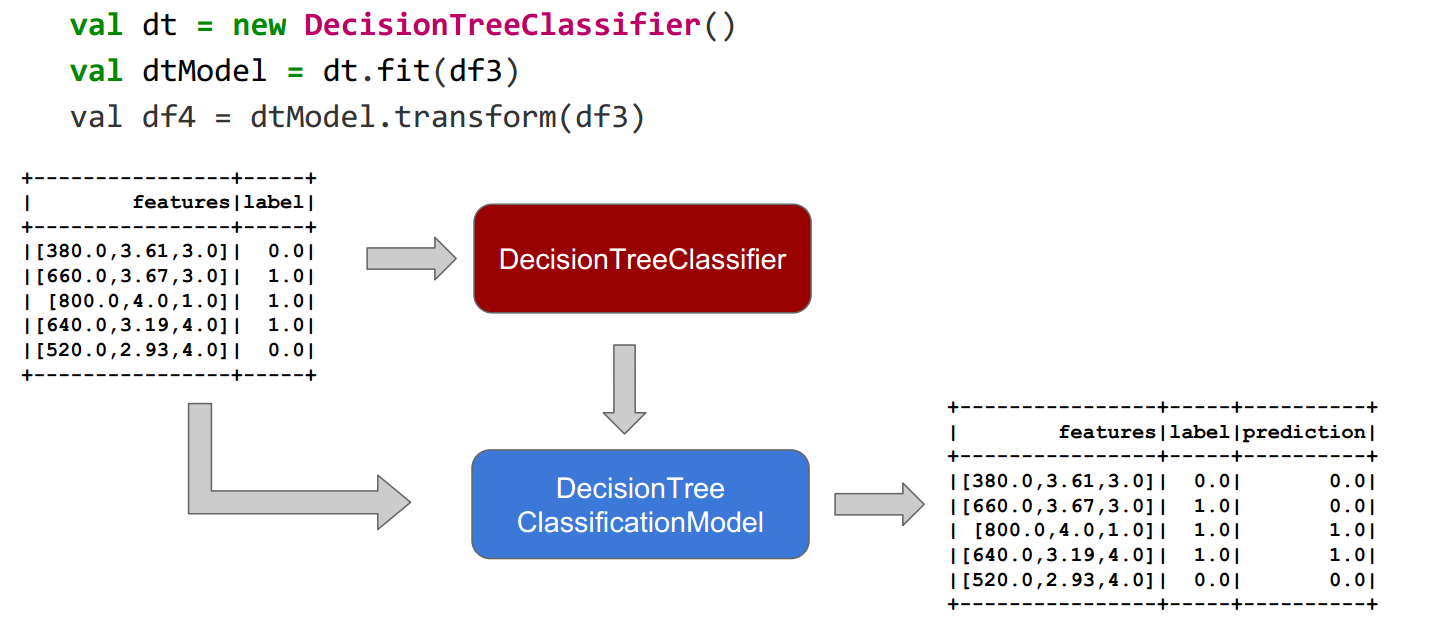 val dt = new DecisionTreeClassifier()
val dtModel = dt.fit(df3)
val df4 = dtModel.transform(df3)
+----------------+-----+
|        features|label|
+----------------+-----+
|[380.0,3.61,3.0]|  0.0|
|[660.0,3.67,3.0]|  1.0|
| [800.0,4.0,1.0]|  1.0|
|[640.0,3.19,4.0]|  1.0|
|[520.0,2.93,4.0]|  0.0|
+----------------+-----+
DecisionTreeClassifier
DecisionTree
ClassificationModel
+----------------+-----+----------+
|        features|label|prediction|
+----------------+-----+----------+
|[380.0,3.61,3.0]|  0.0|       0.0|
|[660.0,3.67,3.0]|  1.0|       0.0|
| [800.0,4.0,1.0]|  1.0|       1.0|
|[640.0,3.19,4.0]|  1.0|       1.0|
|[520.0,2.93,4.0]|  0.0|       0.0|
+----------------+-----+----------+